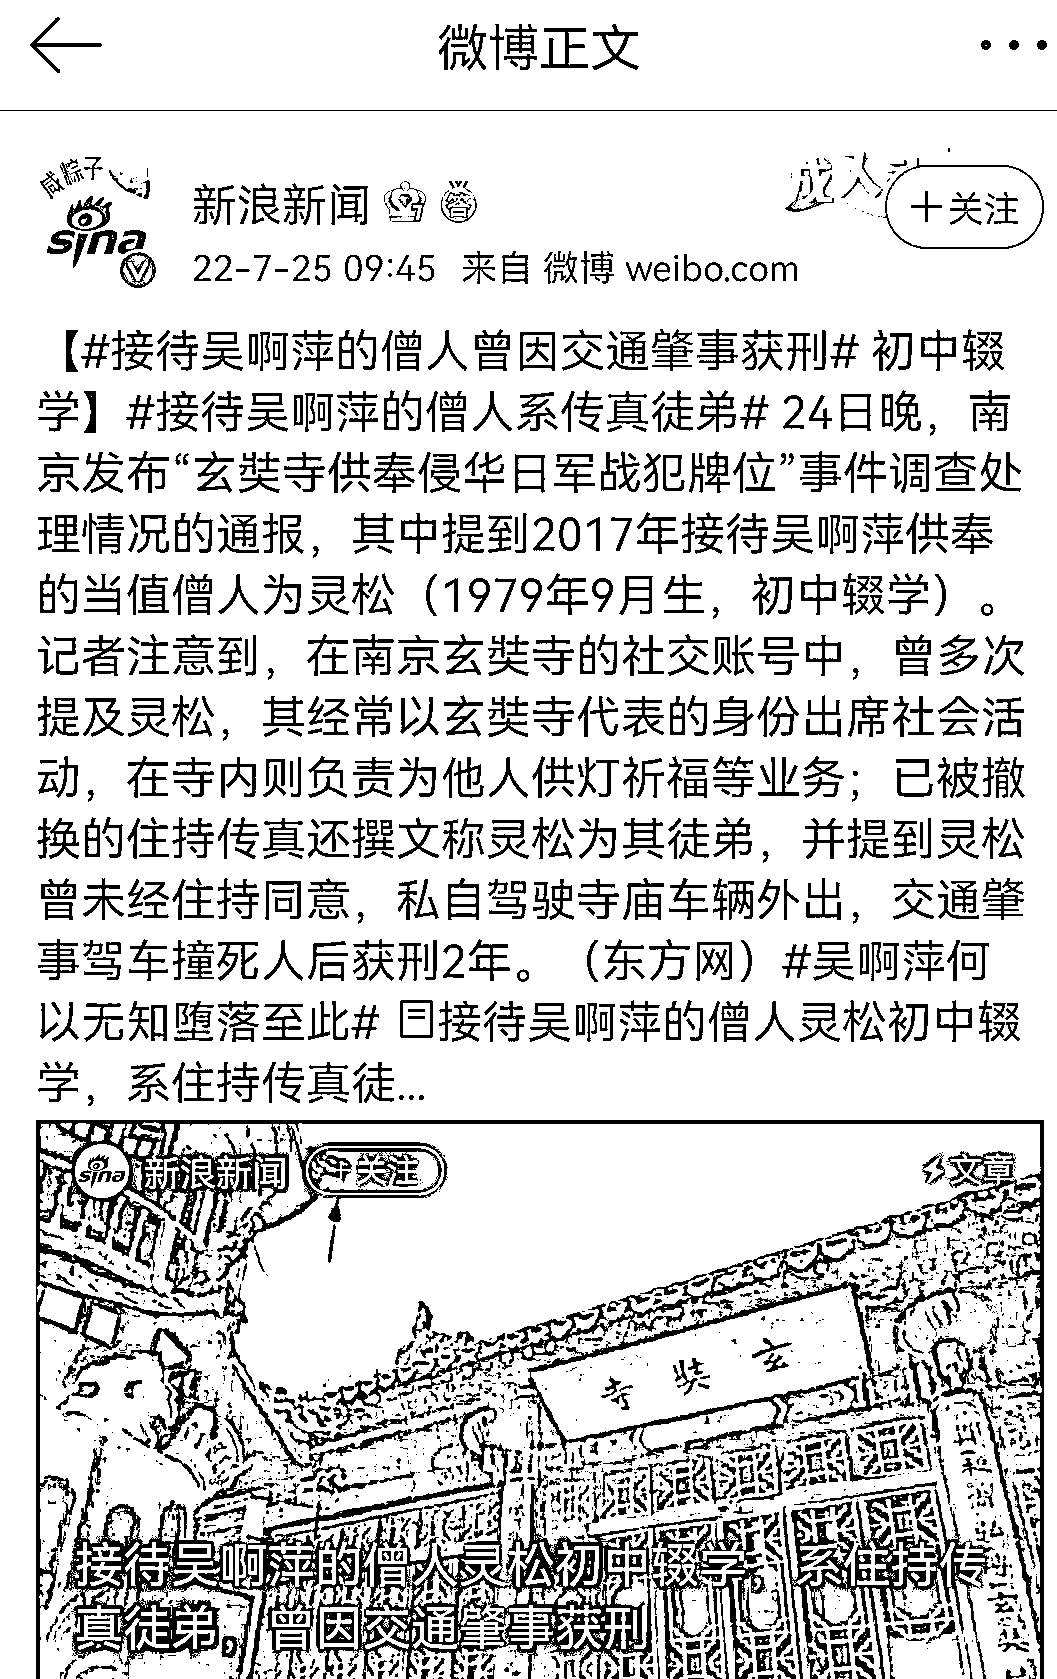 微博正文
咸粽子
成人
sina
新浪新闻
+关注
22-7-25 09:45 来自 微博 weibo.com
【#接待吴啊萍的僧人曾因交通肇事获刑# 初中辍
学】#接待吴啊萍的僧人系传真徒弟# 24日晚，南
京发布“玄奘寺供奉侵华日军战犯牌位”事件调查处
理情况的通报，其中提到2017年接待吴啊萍供奉
的当值僧人为灵松（1979年9月生，初中辍学）。
记者注意到，在南京玄奘寺的社交账号中，曾多次
提及灵松，其经常以玄奘寺代表的身份出席社会活
动，在寺内则负责为他人供灯祈福等业务；已被撤
换的住持传真还撰文称灵松为其徒弟，并提到灵松
曾未经住持同意，私自驾驶寺庙车辆外出，交通肇
事驾车撞死人后获刑2年。（东方网）#吴啊萍何
以无知堕落至此# 接待吴啊萍的僧人灵松初中辍
学，系住持传真徒...
sina 新浪新闻 +关注 文章
寺奘玄
接待吴啊萍的僧人灵松初中辍学，系住持传
真徒弟，曾因交通肇事获刑